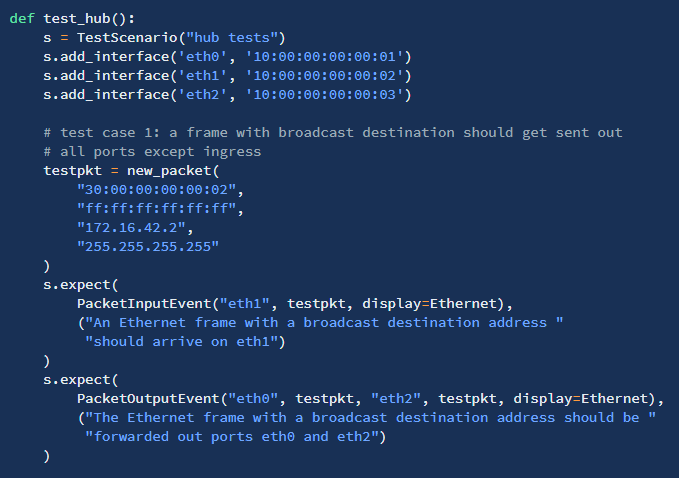 def test_hub():
    s = TestScenario("hub tests")
    s.add_interface('eth0', '10:00:00:00:00:01')
    s.add_interface('eth1', '10:00:00:00:00:02')
    s.add_interface('eth2', '10:00:00:00:00:03')

    # test case 1: a frame with broadcast destination should get sent out
    # all ports except ingress
    testpkt = new_packet(
        "30:00:00:00:00:02",
        "ff:ff:ff:ff:ff:ff",
        "172.16.42.2",
        "255.255.255.255"
    )
    s.expect(
        PacketInputEvent("eth1", testpkt, display=Ethernet),
        ("An Ethernet frame with a broadcast destination address "
         "should arrive on eth1")
    )
    s.expect(
        PacketOutputEvent("eth0", testpkt, "eth2", testpkt, display=Ethernet),
        ("The Ethernet frame with a broadcast destination address should be "
         "forwarded out ports eth0 and eth2")
    )